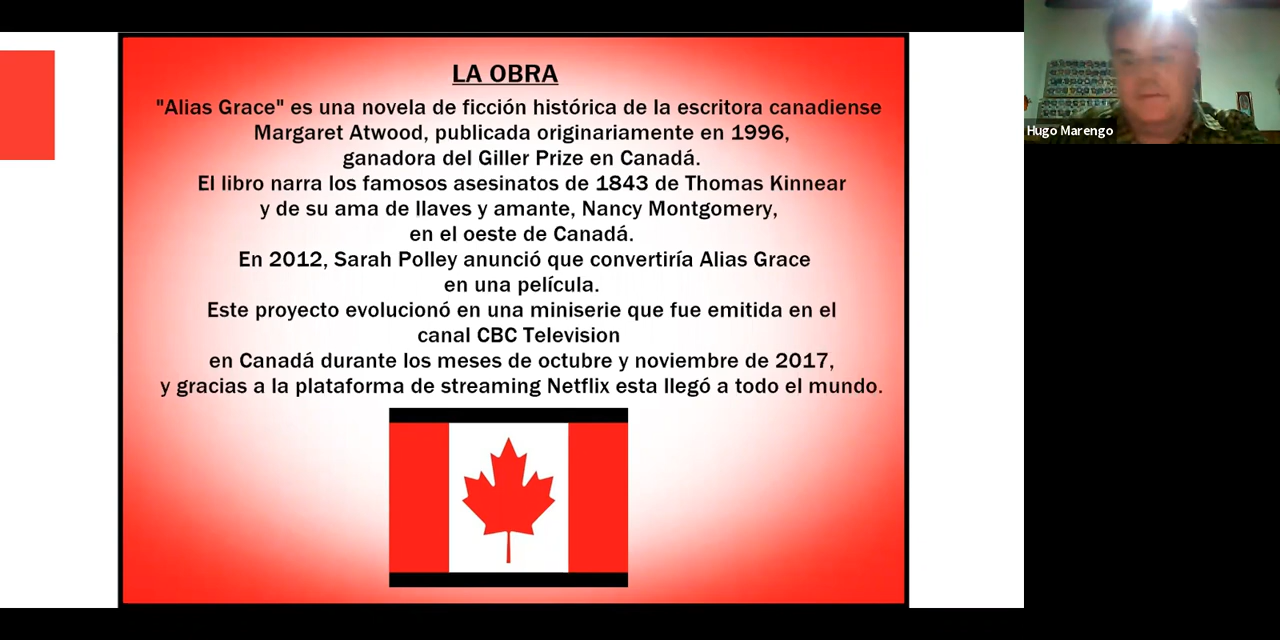 LA OBRA
"Alias Grace" es una novela de ficción histórica de la escritora canadiense
Margaret Atwood, publicada originariamente en 1996,
ganadora del Giller Prize en Canadá.
El libro narra los famosos asesinatos de 1843 de Thomas Kinnear
y de su ama de llaves y amante, Nancy Montgomery,
en el oeste de Canadá.
En 2012, Sarah Polley anunció que convertiría Alias Grace
en una película.
Este proyecto evolucionó en una miniserie que fue emitida en el
canal CBC Television
en Canadá durante los meses de octubre y noviembre de 2017,
y gracias a la plataforma de streaming Netflix esta llegó a todo el mundo.
Hugo Marengo